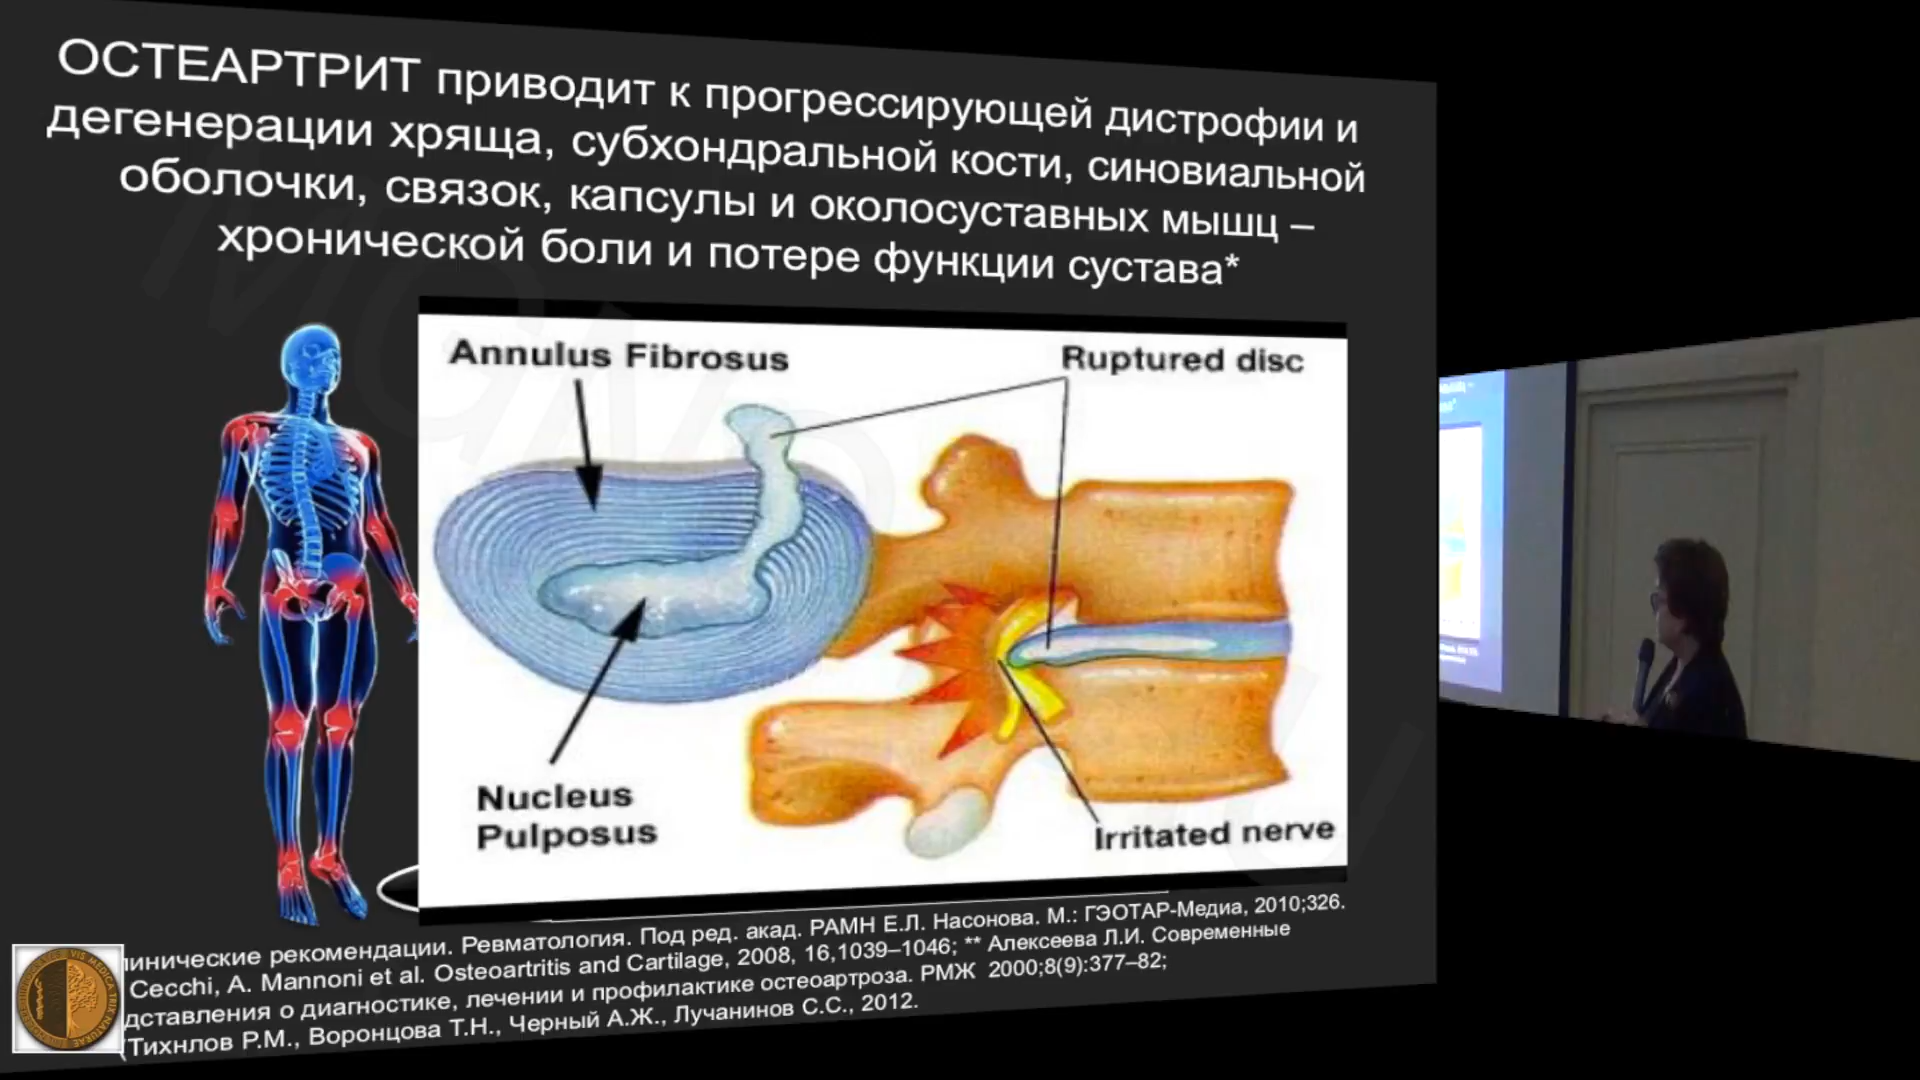 ОСТЕАРТРИТ приводит к прогрессирующей дистрофии и
дегенерации хряща, субхондральной кости, синовиальной
оболочки, связок, капсулы и околосуставных мышц –
хронической боли и потере функции сустава*
Annulus Fibrosus
Ruptured disc
Nucleus
Pulposus
Irritated nerve
линические рекомендации. Ревматология. Под ред. акад. РАМН Е.Л. Насонова. М.: ГЭОТАР-Медиа, 2010;326.
Cecchi, A. Mannoni et al. Osteoartritis and Cartilage, 2008, 16,1039–1046; ** Алексеева Л.И. Современные
дставления о диагностике, лечении и профилактике остеоартроза. РМЖ 2000;8(9):377–82;
(Тихнлов Р.М., Воронцова Т.Н., Черный А.Ж., Лучанинов С.С., 2012.
VIS MEDICATRIX NATURAE